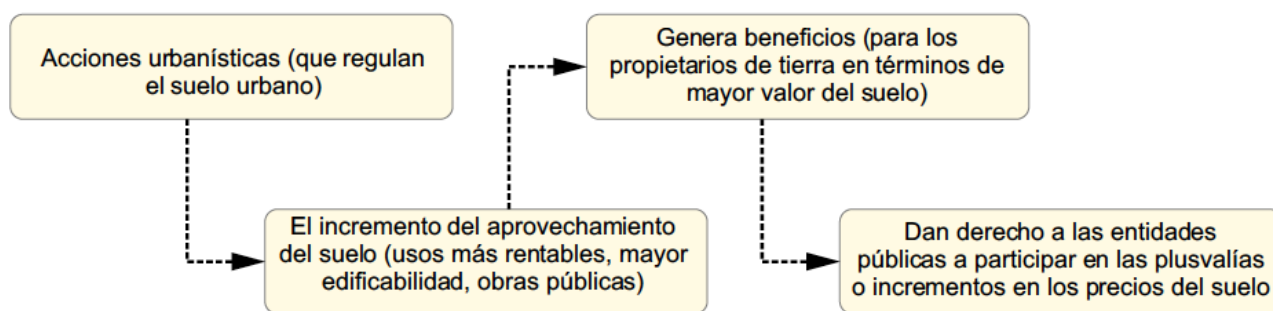 Acciones urbanísticas (que regulan
el suelo urbano)
El incremento del aprovechamiento
del suelo (usos más rentables, mayor
edificabilidad, obras públicas)
Genera beneficios (para los
propietarios de tierra en términos de
mayor valor del suelo)
Dan derecho a las entidades
públicas a participar en las plusvalías
o incrementos en los precios del suelo